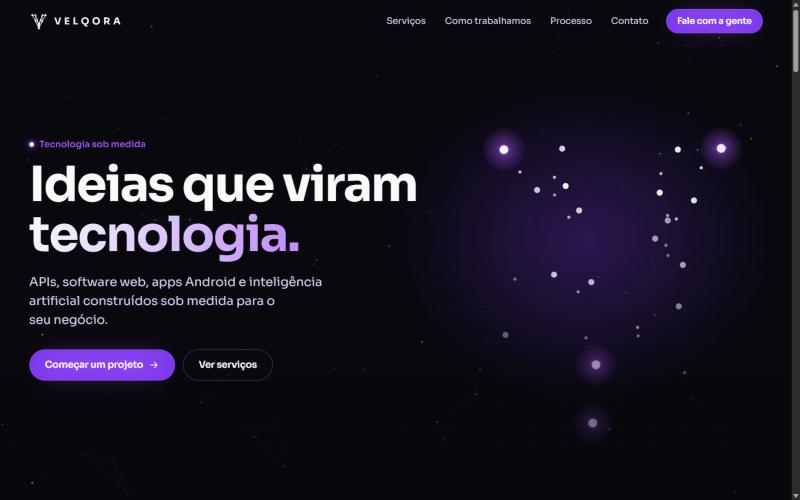 VELQORA
Serviços
Como trabalhamos
Processo
Contato
Fale com a gente
Tecnologia sob medida
Ideias que viram
tecnologia.
APIs, software web, apps Android e inteligência
artificial construídos sob medida para o
seu negócio.
Começar um projeto →
Ver serviços